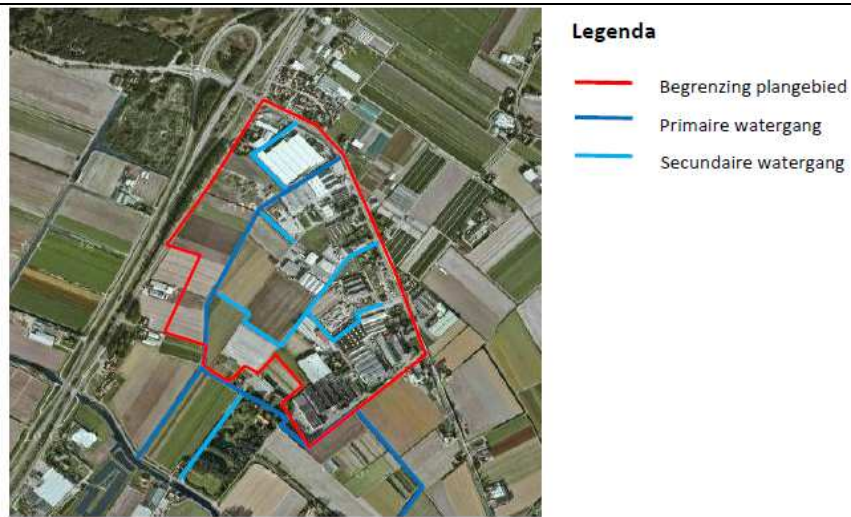 Legenda
Begrenzing plangebied
Primaire watergang
Secundaire watergang